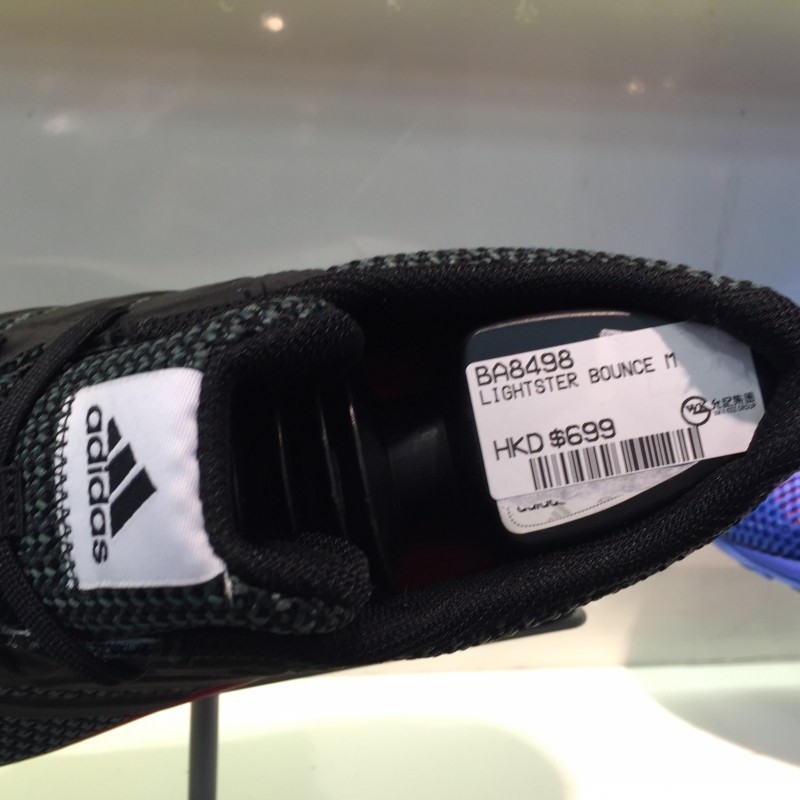 adidas
BA8498
LIGHTSTER BOUNCE M
HKD $699